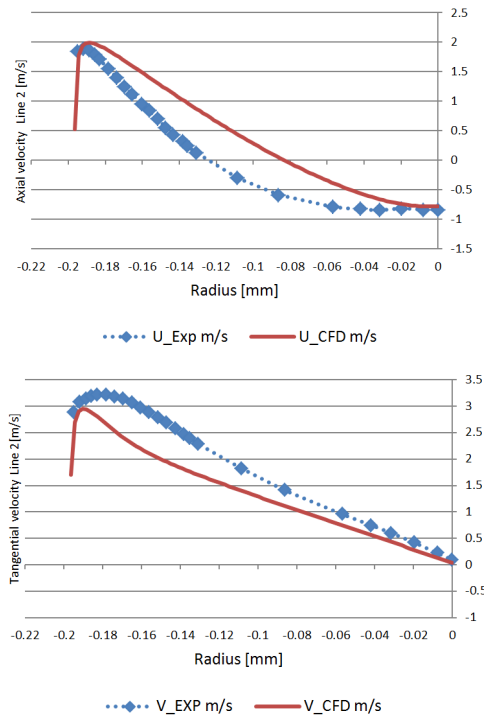 Axial velocity Line 2 [m/s]
2.5
2
1.5
1
0.5
0
-0.5
-1
-1.5
-0.22 -0.2 -0.18 -0.16 -0.14 -0.12 -0.1 -0.08 -0.06 -0.04 -0.02 0
Radius [mm]
U_Exp m/s U_CFD m/s
Tangential velocity Line 2[m/s]
3.5
3
2.5
2
1.5
1
0.5
0
-0.5
-1
-0.22 -0.2 -0.18 -0.16 -0.14 -0.12 -0.1 -0.08 -0.06 -0.04 -0.02 0
Radius [mm]
V_EXP m/s V_CFD m/s